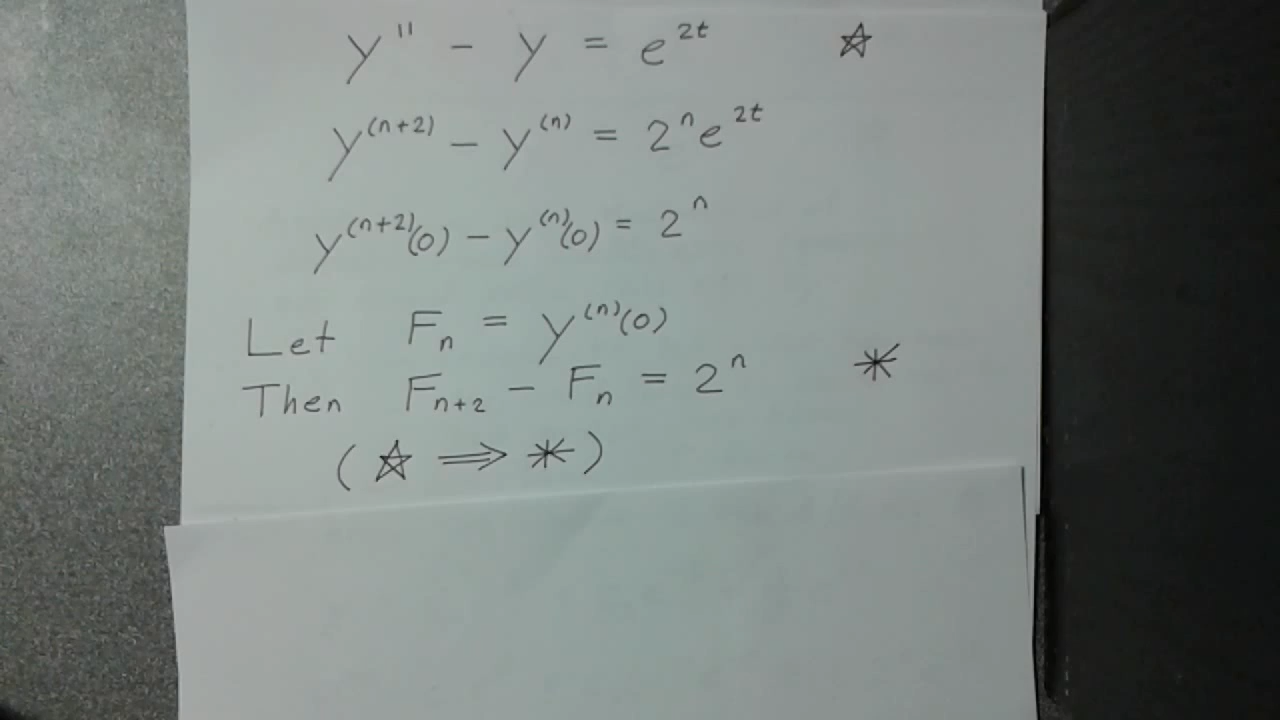 y'' - y = e^{2t} ☆
y^{(n+2)} - y^{(n)} = 2^n e^{2t}
y^{(n+2)}(0) - y^{(n)}(0) = 2^n
Let F_n = y^{(n)}(0)
Then F_{n+2} - F_n = 2^n *
(☆ ⟹ *)